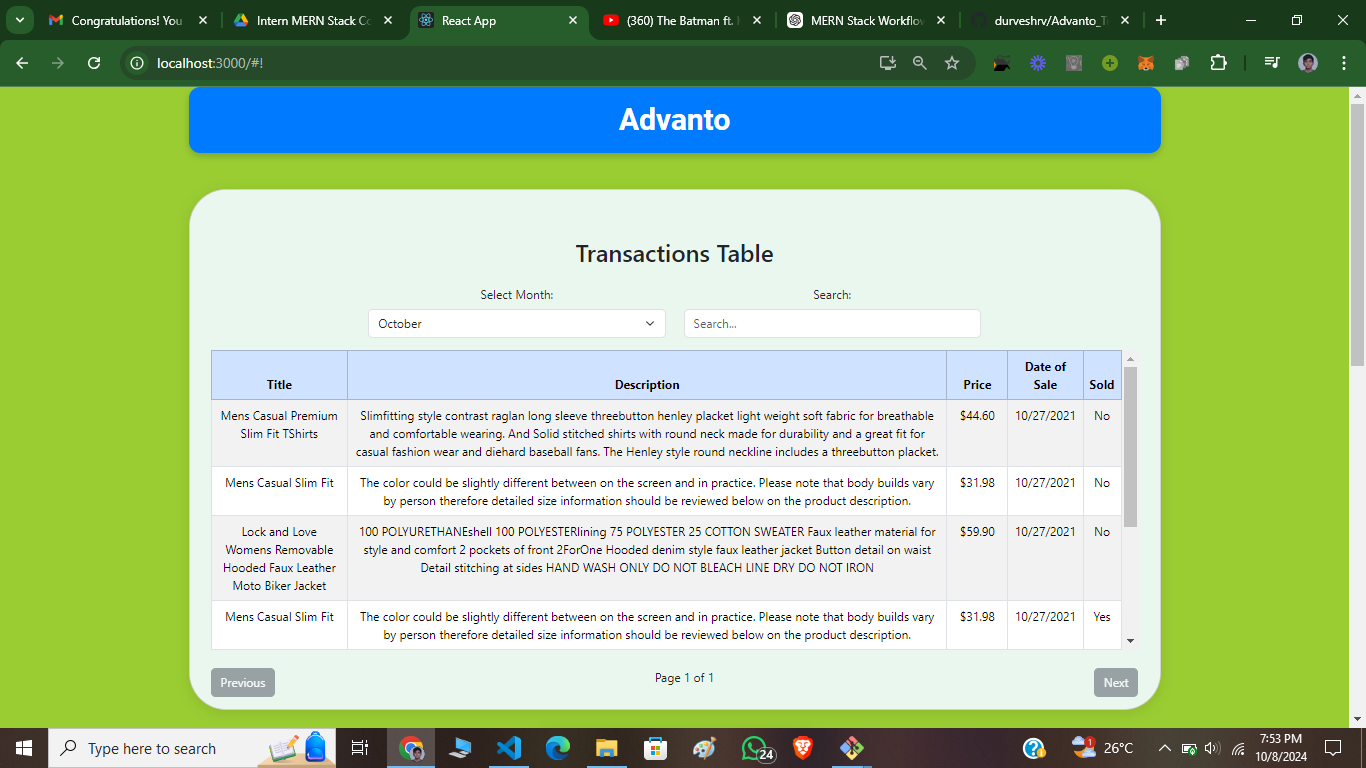 Congratulations! You
Intern MERN Stack Co
React App
(360) The Batman ft.
MERN Stack Workflow
durveshrv/Advanto_T
localhost:3000/#!
Advanto
Transactions Table
Select Month:
Search:
October
Search...
Title
Description
Price
Date of
Sale
Sold
Mens Casual Premium
Slim Fit TShirts
Slimfitting style contrast raglan long sleeve threebutton henley placket light weight soft fabric for breathable
and comfortable wearing. And Solid stitched shirts with round neck made for durability and a great fit for
casual fashion wear and diehard baseball fans. The Henley style round neckline includes a threebutton placket.
$44.60
10/27/2021
No
Mens Casual Slim Fit
The color could be slightly different between on the screen and in practice. Please note that body builds vary
by person therefore detailed size information should be reviewed below on the product description.
$31.98
10/27/2021
No
Lock and Love
Womens Removable
Hooded Faux Leather
Moto Biker Jacket
100 POLYURETHANEshell 100 POLYESTERlining 75 POLYESTER 25 COTTON SWEATER Faux leather material for
style and comfort 2 pockets of front 2ForOne Hooded denim style faux leather jacket Button detail on waist
Detail stitching at sides HAND WASH ONLY DO NOT BLEACH LINE DRY DO NOT IRON
$59.90
10/27/2021
No
Mens Casual Slim Fit
The color could be slightly different between on the screen and in practice. Please note that body builds vary
by person therefore detailed size information should be reviewed below on the product description.
$31.98
10/27/2021
Yes
Previous
Page 1 of 1
Next
Type here to search
24
1
26°C
7:53 PM
10/8/2024